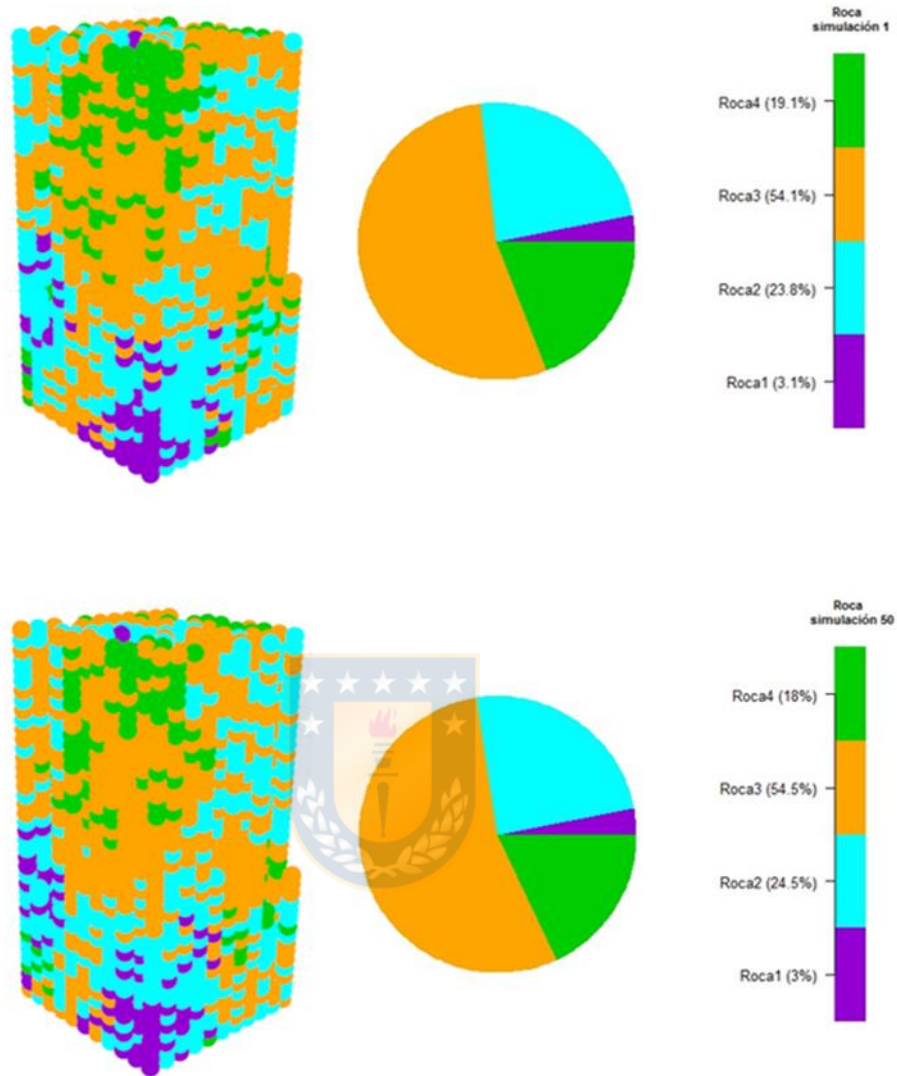 Roca
simulación 1
Roca4 (19.1%)
Roca3 (54.1%)
Roca2 (23.8%)
Roca1 (3.1%)
Roca
simulación 50
Roca4 (18%)
Roca3 (54.5%)
Roca2 (24.5%)
Roca1 (3%)